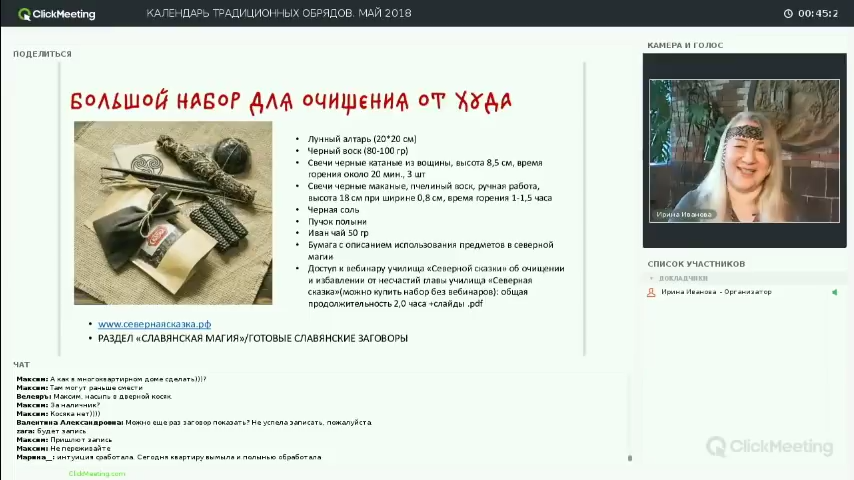 ClickMeeting
КАЛЕНДАРЬ ТРАДИЦИОННЫХ ОБРЯДОВ. МАЙ 2018
00:45:2
ПОДЕЛИТЬСЯ
БОЛЬШОЙ НАБОР ДЛЯ ОЧИЩЕНИЯ ОТ ХУДА
• Лунный алтарь (20*20 см)
• Черный воск (80-100 гр)
• Свечи черные катаные из вощины, высота 8,5 см, время
горения около 20 мин., 3 шт
• Свечи черные маканые, пчелиный воск, ручная работа,
высота 18 см при ширине 0,8 см, время горения 1-1,5 часа
• Черная соль
• Пучок полыни
• Иван чай 50 гр
• Бумага с описанием использования предметов в северной
магии
• Доступ к вебинару училища «Северной сказки» об очищении
и избавлении от несчастий главы училища «Северная
сказка»(можно купить набор без вебинаров): общая
продолжительность 2,0 часа +слайды .pdf
• www.севернаясказка.рф
• РАЗДЕЛ «СЛАВЯНСКАЯ МАГИЯ»/ГОТОВЫЕ СЛАВЯНСКИЕ ЗАГОВОРЫ
ЧАТ
Максим: А как в многоквартирном доме сделать)))?
Максим: Там могут раньше смести
Велеяръ: Максим, насыпь в дверной косяк.
Максим: За наличник?
Максим: Косяка нет))))
Валентина Александровна: Можно еще раз заговор показать? Не успела записать, пожалуйста.
zara: будет запись
Максим: Пришлют запись
Максим: Не переживайте
Марина_: интуиция сработала. Сегодня квартиру вымыла и полынью обработала
ClickMeeting.com
КАМЕРА И ГОЛОС
Ирина Иванова
СПИСОК УЧАСТНИКОВ
ДОКЛАДЧИКИ
Ирина Иванова - Организатор
ClickMeeting